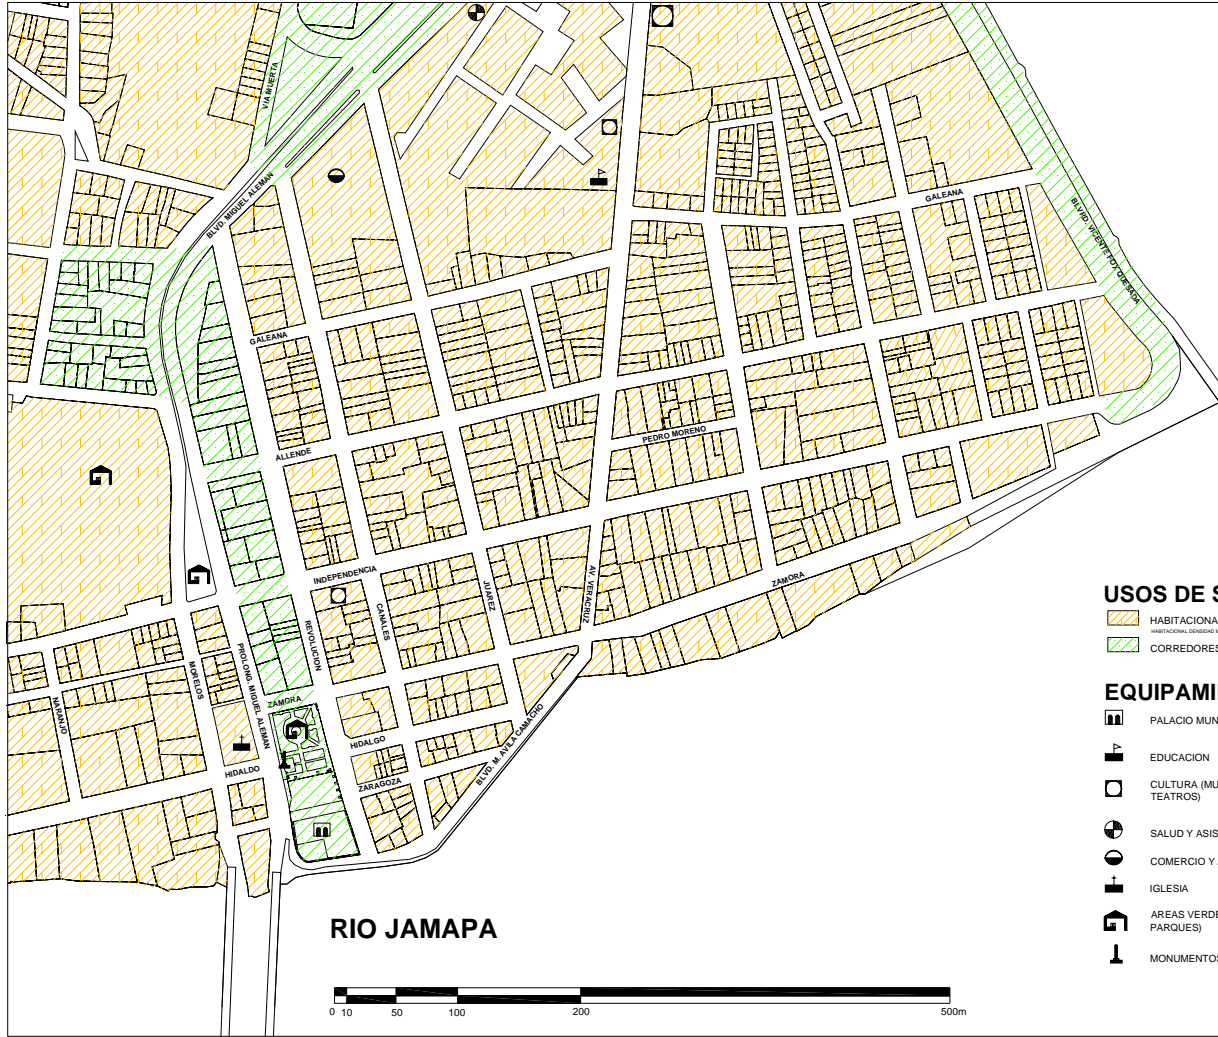 VIA MUERTA
BLVD. MIGUEL ALEMAN
GALEANA
BLVRD. VICENTE FOX QUESADA
GALEANA
ALLENDE
PEDRO MORENO
INDEPENDENCIA
JUAREZ
AV. VERACRUZ
ZAMORA
CANALES
REVOLUCION
MORELOS
PROLONG. MIGUEL ALEMAN
NARANJO
ZAMORA
HIDALGO
HIDALDO
ZARAGOZA
BLVD. M. AVILA CAMACHO
USOS DE S
HABITACIONA
HABITACIONAL DENSIDAD M
CORREDORES
EQUIPAMI
PALACIO MUN
EDUCACION
CULTURA (MU
TEATROS)
SALUD Y ASIS
COMERCIO Y
IGLESIA
AREAS VERDE
PARQUES)
MONUMENTOS
RIO JAMAPA
0 10 50 100 200 500m